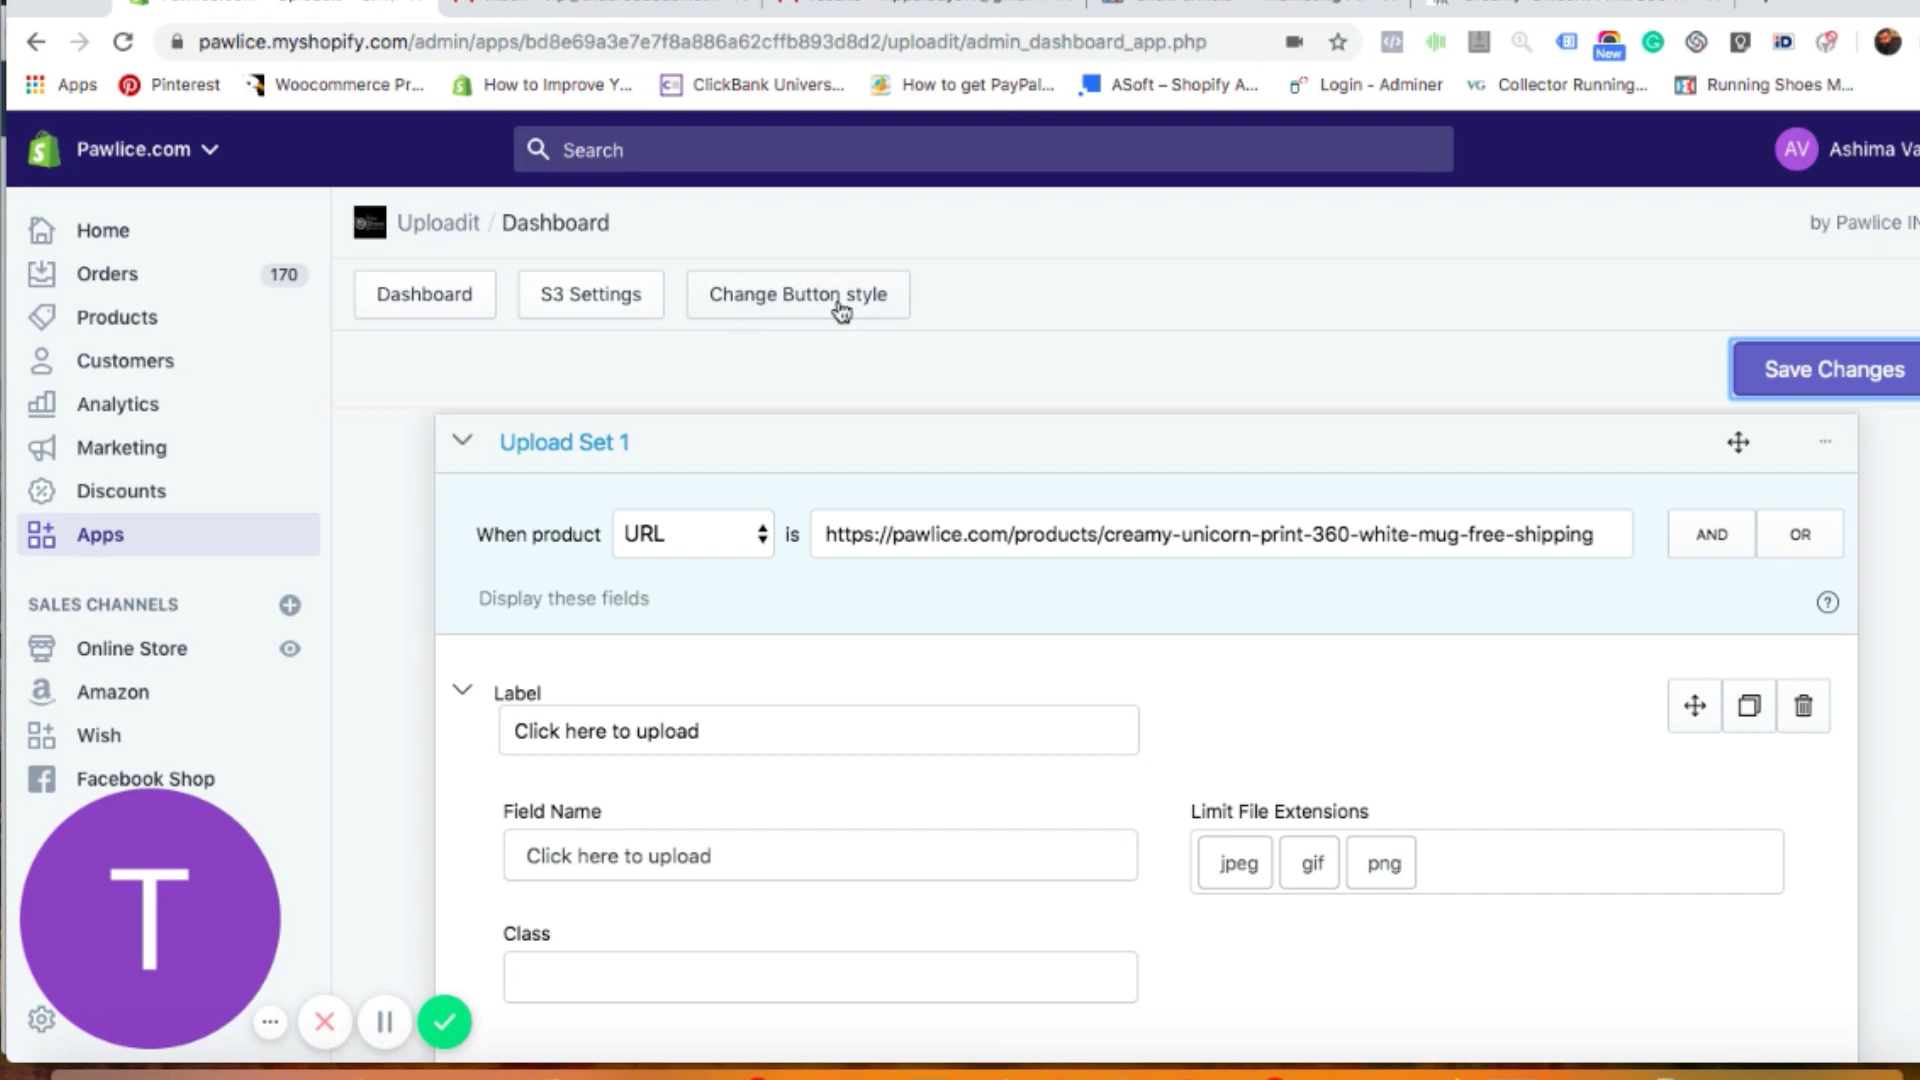 pawlice.myshopify.com/admin/apps/bd8e69a3e7e7f8a886a62cffb893d8d2/uploadit/admin_dashboard_app.php
New
iD
Apps
Pinterest
Woocommerce Pr...
How to Improve Y...
ClickBank Univers...
How to get PayPal...
ASoft – Shopify A...
Login - Adminer
VG Collector Running...
Running Shoes M...
Pawlice.com
Search
AV Ashima Va
Home
Orders 170
Products
Customers
Analytics
Marketing
Discounts
Apps
SALES CHANNELS
Online Store
Amazon
Wish
Facebook Shop
T
Uploadit / Dashboard
by Pawlice IN
Dashboard
S3 Settings
Change Button style
Save Changes
Upload Set 1
When product URL is https://pawlice.com/products/creamy-unicorn-print-360-white-mug-free-shipping AND OR
Display these fields
Label
Click here to upload
Field Name
Click here to upload
Limit File Extensions
jpeg gif png
Class